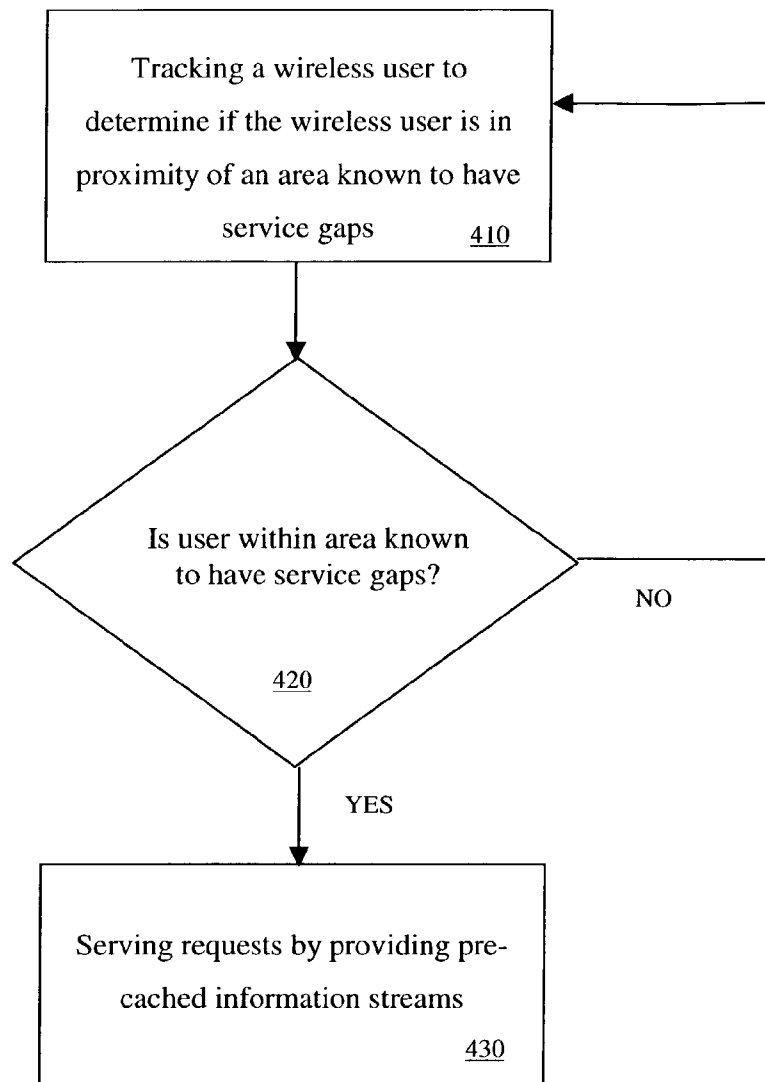 Tracking a wireless user to
determine if the wireless user is in
proximity of an area known to have
service gaps 410
Is user within area known
to have service gaps?
NO
420
YES
Serving requests by providing pre-
cached information streams
430